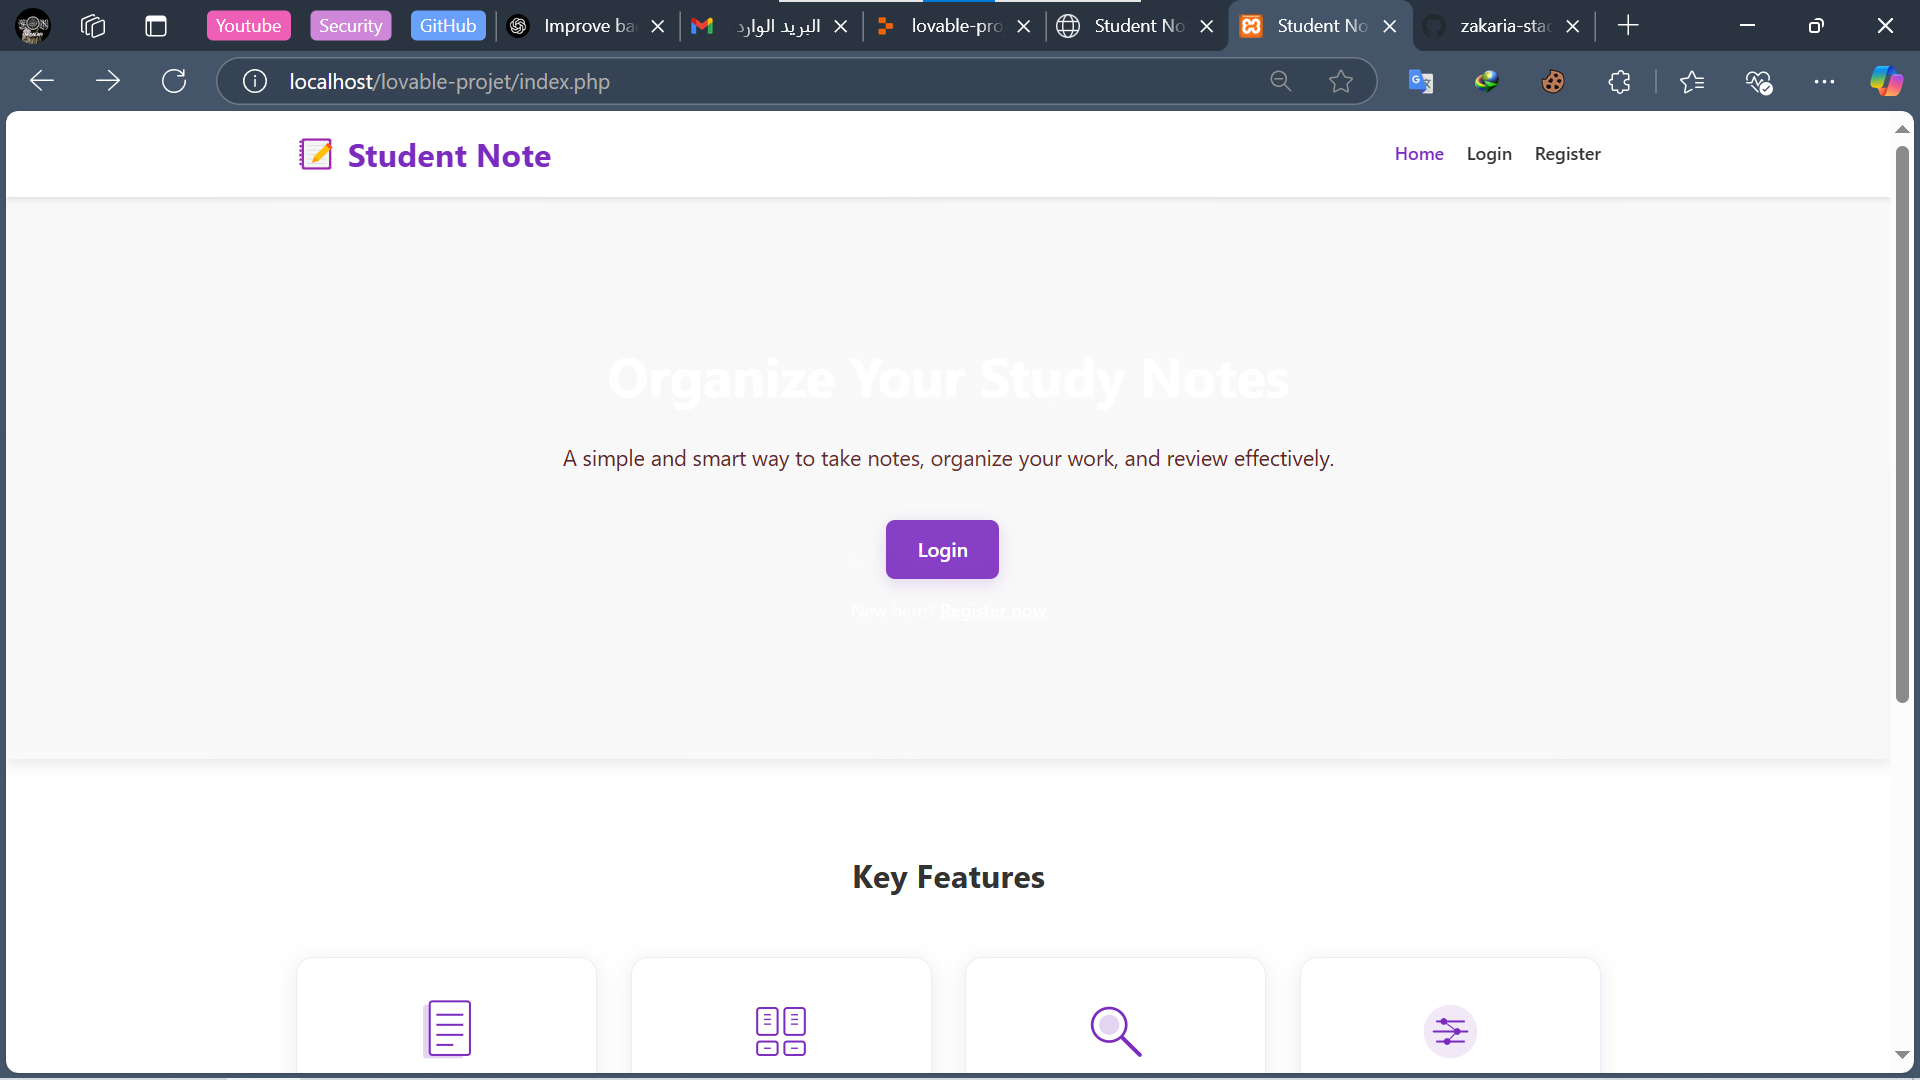 Youtube
Security
GitHub
Improve ba
البريد الوارد
lovable-pro
Student No
Student No
zakaria-stac
localhost/lovable-projet/index.php
Student Note
Home
Login
Register
Organize Your Study Notes
A simple and smart way to take notes, organize your work, and review effectively.
Login
New here? Register now
Key Features